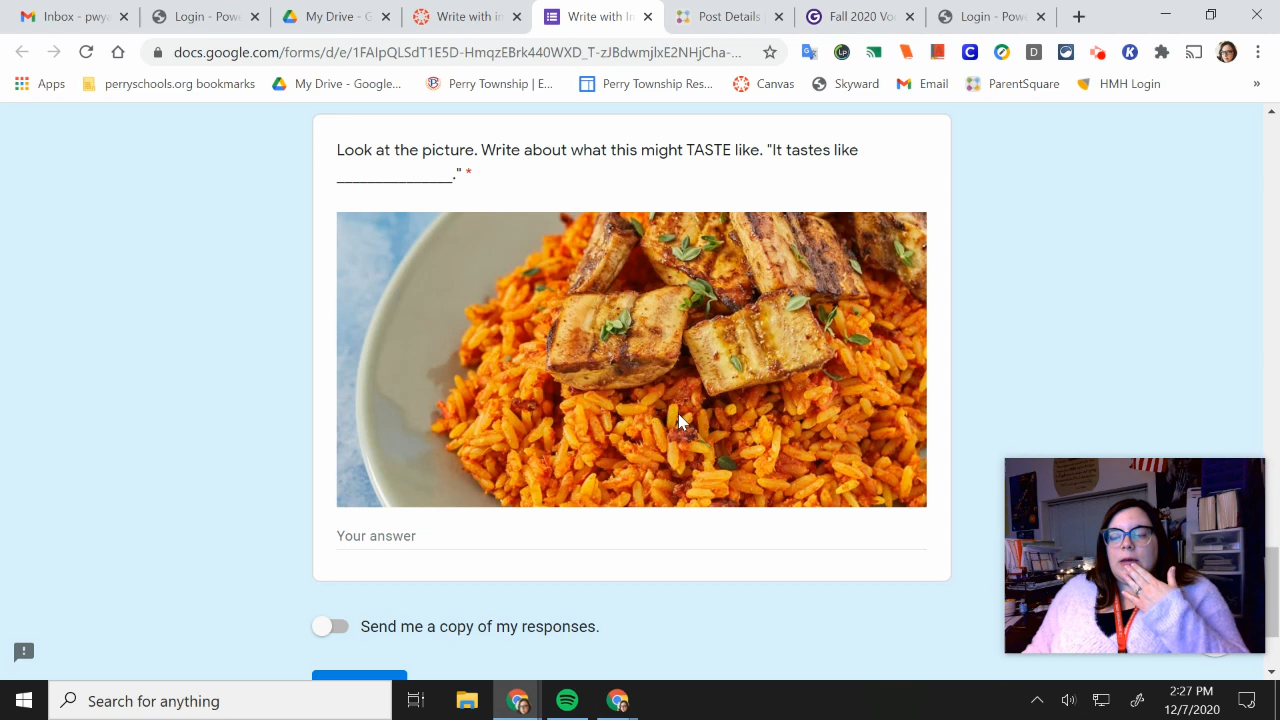 Inbox - pwy
Login - Pow
My Drive - G
Write with i
Write with In
Post Details
Fall 2020 Vo
Login - Pow
docs.google.com/forms/d/e/1FAIpQLSdT1E5D-HmqzEBrk440WXD_T-zJBdwmjlxE2NHjCha-...
Apps
perryschools.org bookmarks
My Drive - Google...
Perry Township | E...
Perry Township Res...
Canvas
Skyward
Email
ParentSquare
HMH Login
»
Look at the picture. Write about what this might TASTE like. "It tastes like
______________." *
Your answer
Send me a copy of my responses.
Search for anything
2:27 PM
12/7/2020